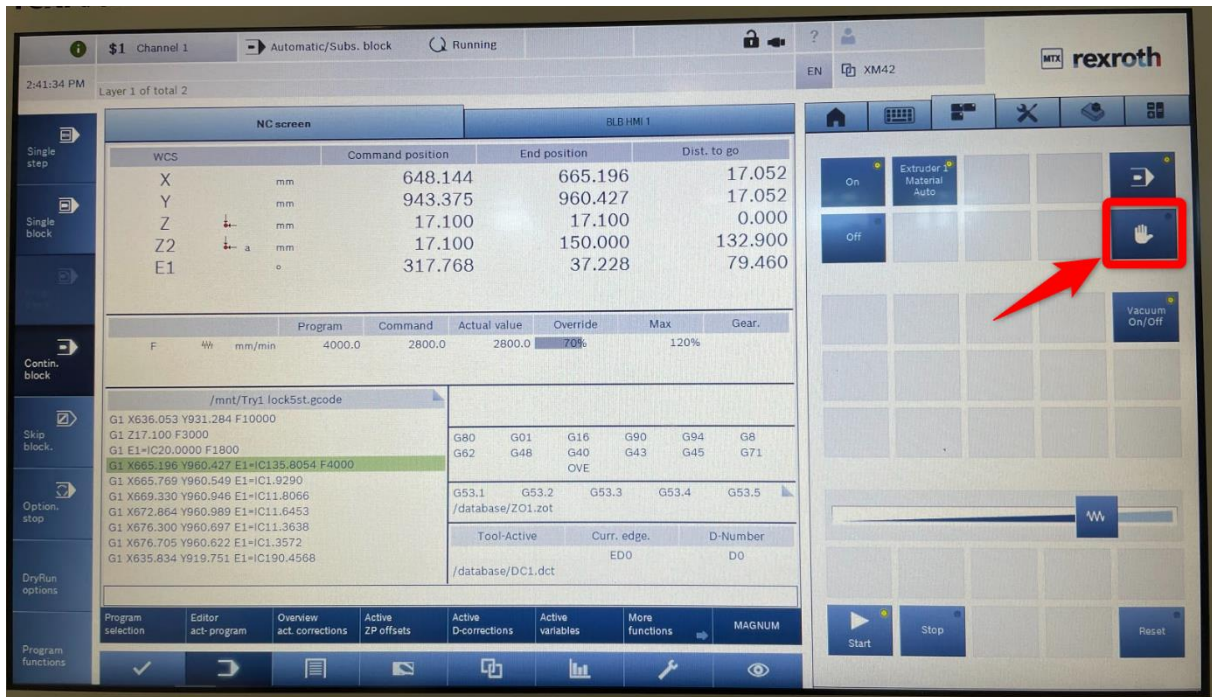 $1 Channel 1 Automatic/Subs. block Running ?
2:41:34 PM Layer 1 of total 2 EN XM42 MTX rexroth
NC screen BLB HMI 1
WCS Command position End position Dist. to go
X mm 648.144 665.196 17.052
Y mm 943.375 960.427 17.052
Z mm 17.100 17.100 0.000
Z2 a mm 17.100 150.000 132.900
E1 ° 317.768 37.228 79.460
Program Command Actual value Override Max Gear.
F mm/min 4000.0 2800.0 2800.0 70% 120%
/mnt/Try1 lock5st.gcode
G1 X636.053 Y931.284 F10000
G1 Z17.100 F3000
G1 E1=IC20.0000 F1800
G1 X665.196 Y960.427 E1=IC135.8054 F4000
G1 X665.769 Y960.549 E1=IC1.9290
G1 X669.330 Y960.946 E1=IC11.8066
G1 X672.864 Y960.989 E1=IC11.6453
G1 X676.300 Y960.697 E1=IC11.3638
G1 X676.705 Y960.622 E1=IC1.3572
G1 X635.834 Y919.751 E1=IC190.4568
G80 G01 G16 G90 G94 G8
G62 G48 G40 G43 G45 G71
OVE
G53.1 G53.2 G53.3 G53.4 G53.5
/database/ZO1.zot
Tool-Active Curr. edge. D-Number
ED0 D0
/database/DC1.dct
Single
step
Single
block
Contin.
block
Skip
block.
Option.
stop
DryRun
options
Program
functions
Program
selection
Editor
act-program
Overview
act. corrections
Active
ZP offsets
Active
D-corrections
Active
variables
More
functions
MAGNUM
On
Extruder 1
Material
Auto
Off
Vacuum
On/Off
Start
Stop
Reset